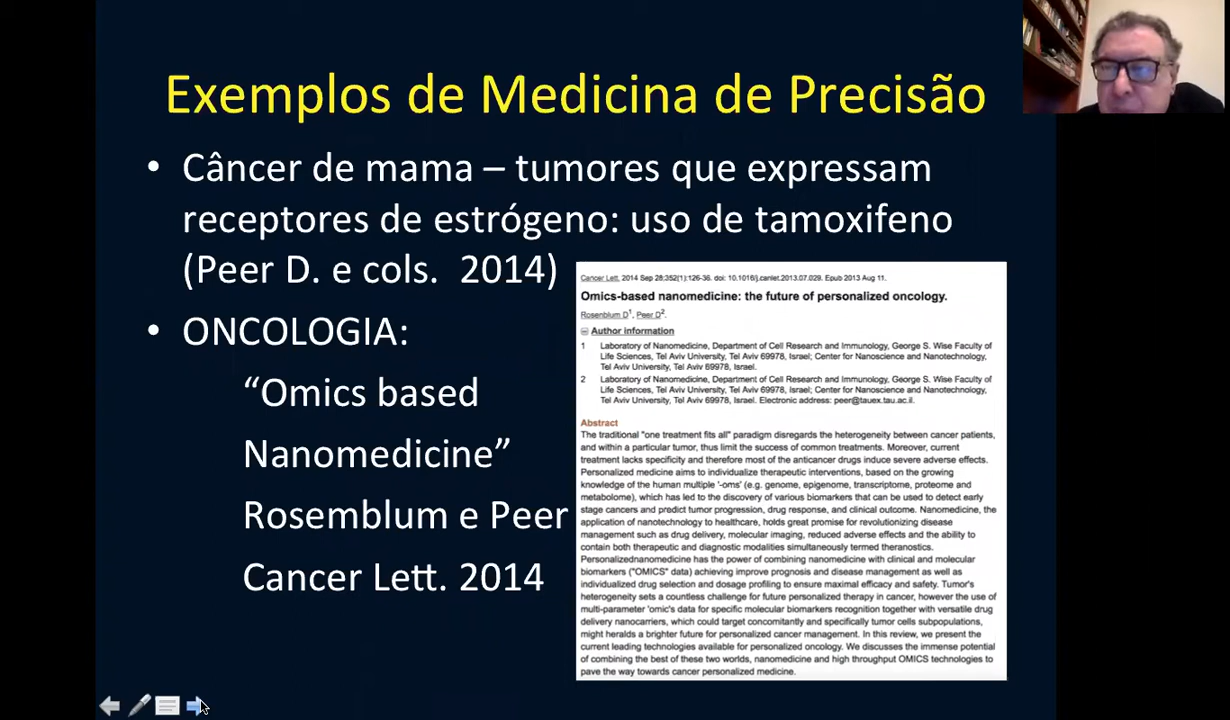 Exemplos de Medicina de Precisão
• Câncer de mama – tumores que expressam
receptores de estrógeno: uso de tamoxifeno
(Peer D. e cols. 2014)
• ONCOLOGIA:
“Omics based
Nanomedicine”
Rosemblum e Peer
Cancer Lett. 2014
Cancer Lett. 2014 Sep 28;352(1):126-36. doi: 10.1016/j.canlet.2013.07.029. Epub 2013 Aug 11.
Omics-based nanomedicine: the future of personalized oncology.
Rosenblum D1, Peer D2.
Author information
1 Laboratory of Nanomedicine, Department of Cell Research and Immunology, George S. Wise Faculty of
Life Sciences, Tel Aviv University, Tel Aviv 69978, Israel; Center for Nanoscience and Nanotechnology,
Tel Aviv University, Tel Aviv 69978, Israel.
2 Laboratory of Nanomedicine, Department of Cell Research and Immunology, George S. Wise Faculty of
Life Sciences, Tel Aviv University, Tel Aviv 69978, Israel; Center for Nanoscience and Nanotechnology,
Tel Aviv University, Tel Aviv 69978, Israel. Electronic address: peer@tauex.tau.ac.il.
Abstract
The traditional "one treatment fits all" paradigm disregards the heterogeneity between cancer patients,
and within a particular tumor, thus limit the success of common treatments. Moreover, current
treatment lacks specificity and therefore most of the anticancer drugs induce severe adverse effects.
Personalized medicine aims to individualize therapeutic interventions, based on the growing
knowledge of the human multiple '-oms' (e.g. genome, epigenome, transcriptome, proteome and
metabolome), which has led to the discovery of various biomarkers that can be used to detect early
stage cancers and predict tumor progression, drug response, and clinical outcome. Nanomedicine, the
application of nanotechnology to healthcare, holds great promise for revolutionizing disease
management such as drug delivery, molecular imaging, reduced adverse effects and the ability to
contain both therapeutic and diagnostic modalities simultaneously termed theranostics.
Personalizednanomedicine has the power of combining nanomedicine with clinical and molecular
biomarkers ("OMICS" data) achieving improve prognosis and disease management as well as
individualized drug selection and dosage profiling to ensure maximal efficacy and safety. Tumor's
heterogeneity sets a countless challenge for future personalized therapy in cancer, however the use of
multi-parameter 'omic's data for specific molecular biomarkers recognition together with versatile drug
delivery nanocarriers, which could target concomitantly and specifically tumor cells subpopulations,
might heralds a brighter future for personalized cancer management. In this review, we present the
current leading technologies available for personalized oncology. We discusses the immense potential
of combining the best of these two worlds, nanomedicine and high throughput OMICS technologies to
pave the way towards cancer personalized medicine.